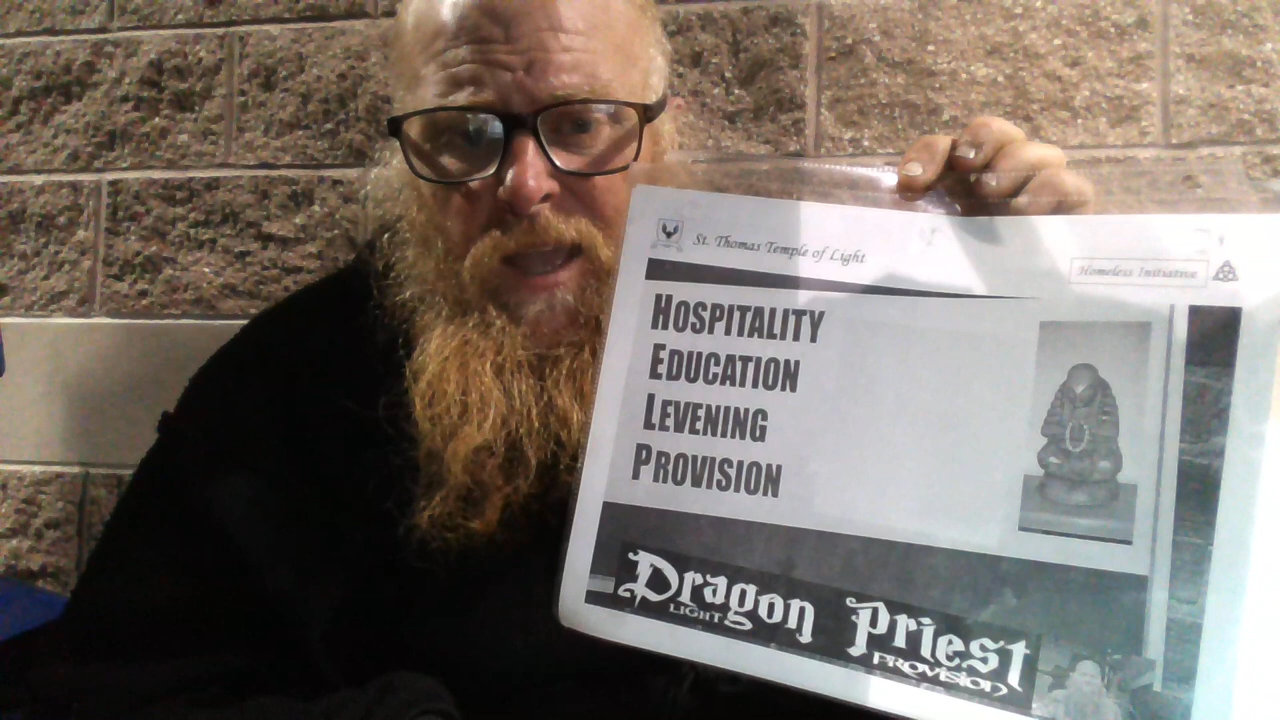 St. Thomas Temple of Light
Homeless Initiative
HOSPITALITY
EDUCATION
LEVENING
PROVISION
Dragon Priest
LIGHT
PROVISION